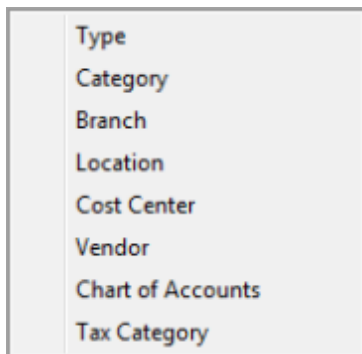 Type
Category
Branch
Location
Cost Center
Vendor
Chart of Accounts
Tax Category